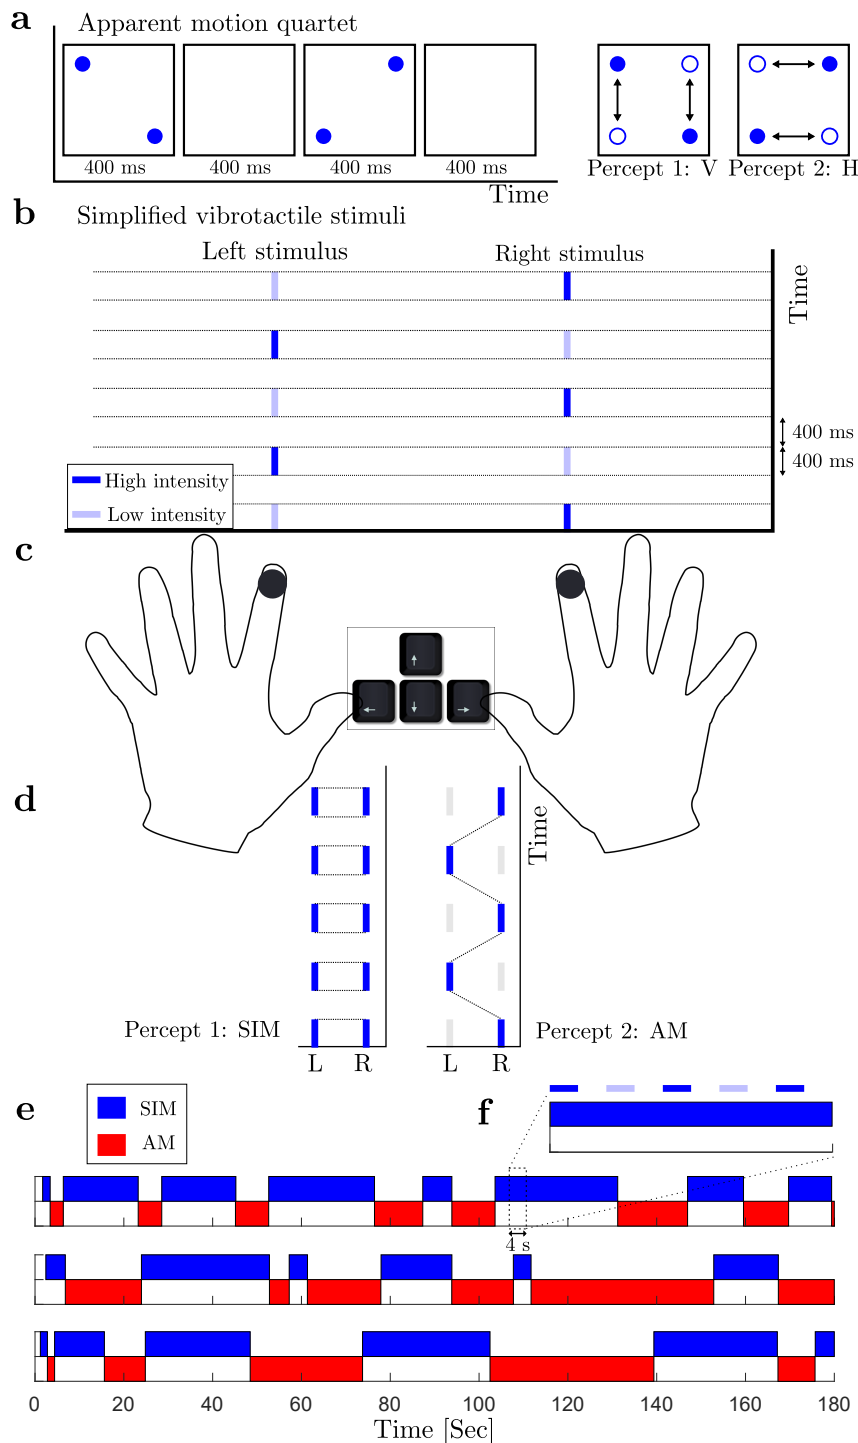 a
Apparent motion quartet
400 ms 400 ms 400 ms 400 ms
Time
Percept 1: V
Percept 2: H
b
Simplified vibrotactile stimuli
Left stimulus
Right stimulus
Time
400 ms
400 ms
High intensity
Low intensity
c
↑
← ↓ →
d
Time
Percept 1: SIM
Percept 2: AM
L R
L R
e
SIM
AM
f
4 s
0 20 40 60 80 100 120 140 160 180
Time [Sec]